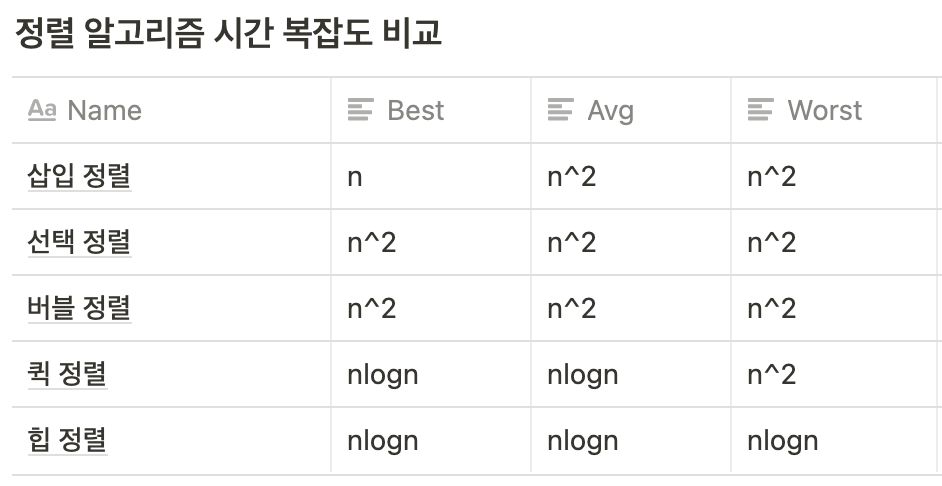 정렬 알고리즘 시간 복잡도 비교
Aa Name Best Avg Worst
삽입 정렬 n n^2 n^2
선택 정렬 n^2 n^2 n^2
버블 정렬 n^2 n^2 n^2
퀵 정렬 nlogn nlogn n^2
힙 정렬 nlogn nlogn nlogn